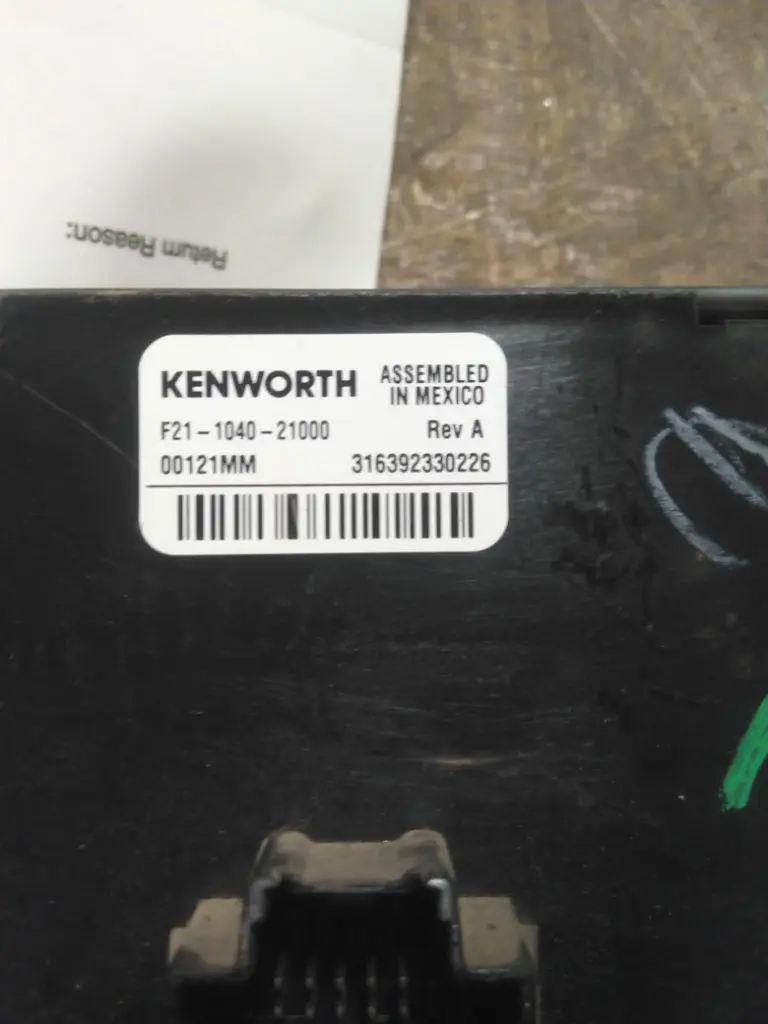 Return Reason:
KENWORTH
ASSEMBLED
IN MEXICO
F21-1040-21000 Rev A
00121MM 316392330226